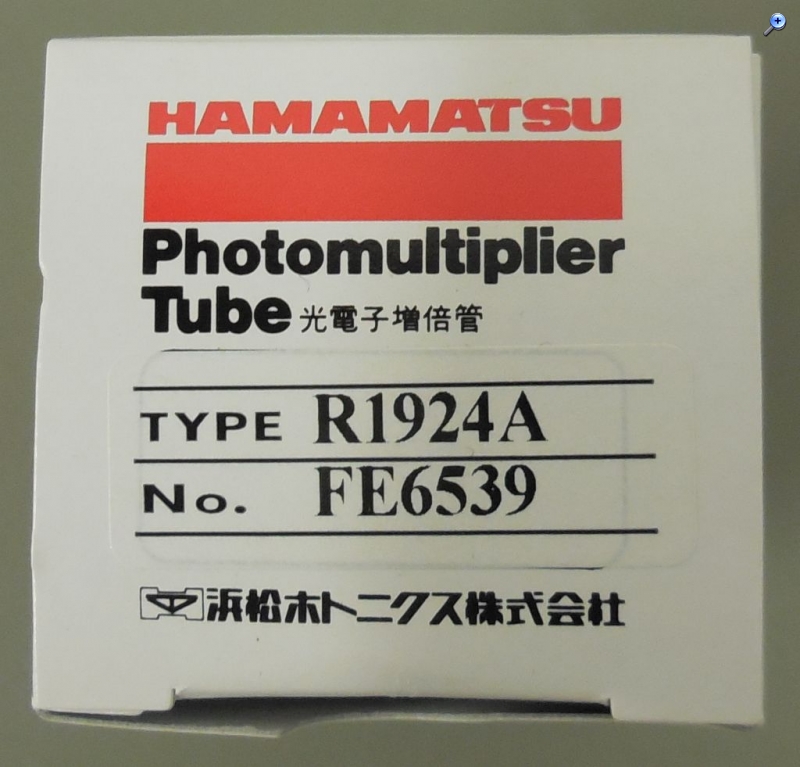 HAMAMATSU
Photomultiplier
Tube 光電子増倍管
TYPE R1924A
No. FE6539
浜松ホトニクス株式会社